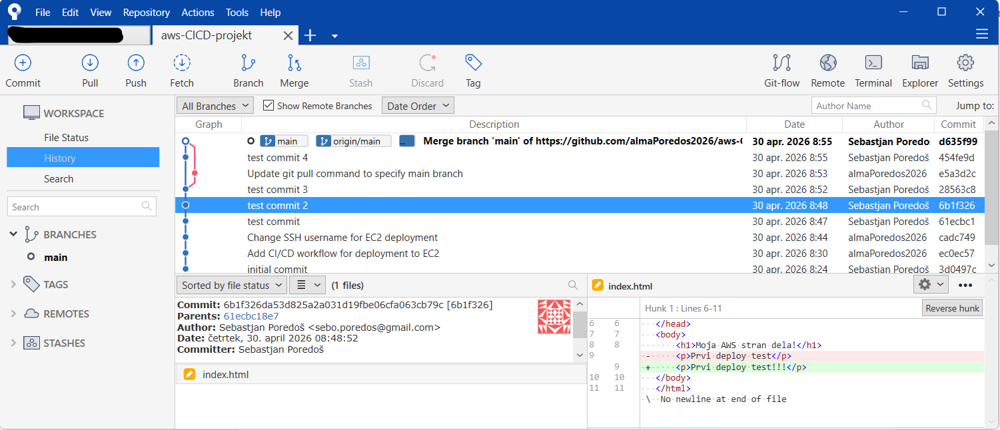 File Edit View Repository Actions Tools Help
aws-CICD-projekt
Commit Pull Push Fetch Branch Merge Stash Discard Tag Git-flow Remote Terminal Explorer Settings
WORKSPACE
File Status
History
Search
Search
BRANCHES
main
TAGS
REMOTES
STASHES
All Branches Show Remote Branches Date Order Author Name Jump to:
Graph Description Date Author Commit
main origin/main ... Merge branch 'main' of https://github.com/almaPoredos2026/aws-C 30 apr. 2026 8:55 Sebastjan Poredo d635f99
test commit 4 30 apr. 2026 8:55 Sebastjan Poredoš 454fe9d
Update git pull command to specify main branch 30 apr. 2026 8:53 almaPoredos2026 e5a3d2c
test commit 3 30 apr. 2026 8:52 Sebastjan Poredoš 28563c8
test commit 2 30 apr. 2026 8:48 Sebastjan Poredoš 6b1f326
test commit 30 apr. 2026 8:47 Sebastjan Poredoš 61ecbc1
Change SSH username for EC2 deployment 30 apr. 2026 8:44 almaPoredos2026 cadc749
Add CI/CD workflow for deployment to EC2 30 apr. 2026 8:30 almaPoredos2026 ec0ec57
initial commit 30 apr. 2026 8:24 Sebastjan Poredoš 3d0497c
Sorted by file status (1 files)
Commit: 6b1f326da53d825a2a031d19fbe06cfa063cb79c [6b1f326]
Parents: 61ecbc18e7
Author: Sebastjan Poredoš <sebo.poredos@gmail.com>
Date: četrtek, 30. april 2026 08:48:52
Committer: Sebastjan Poredoš
index.html
index.html
Hunk 1 : Lines 6-11 Reverse hunk
6 6 </head>
7 7 <body>
8 8 <h1>Moja AWS stran dela!</h1>
9 - <p>Prvi deploy test</p>
9 + <p>Prvi deploy test!!!</p>
10 10 </body>
11 11 </html>
\ No newline at end of file